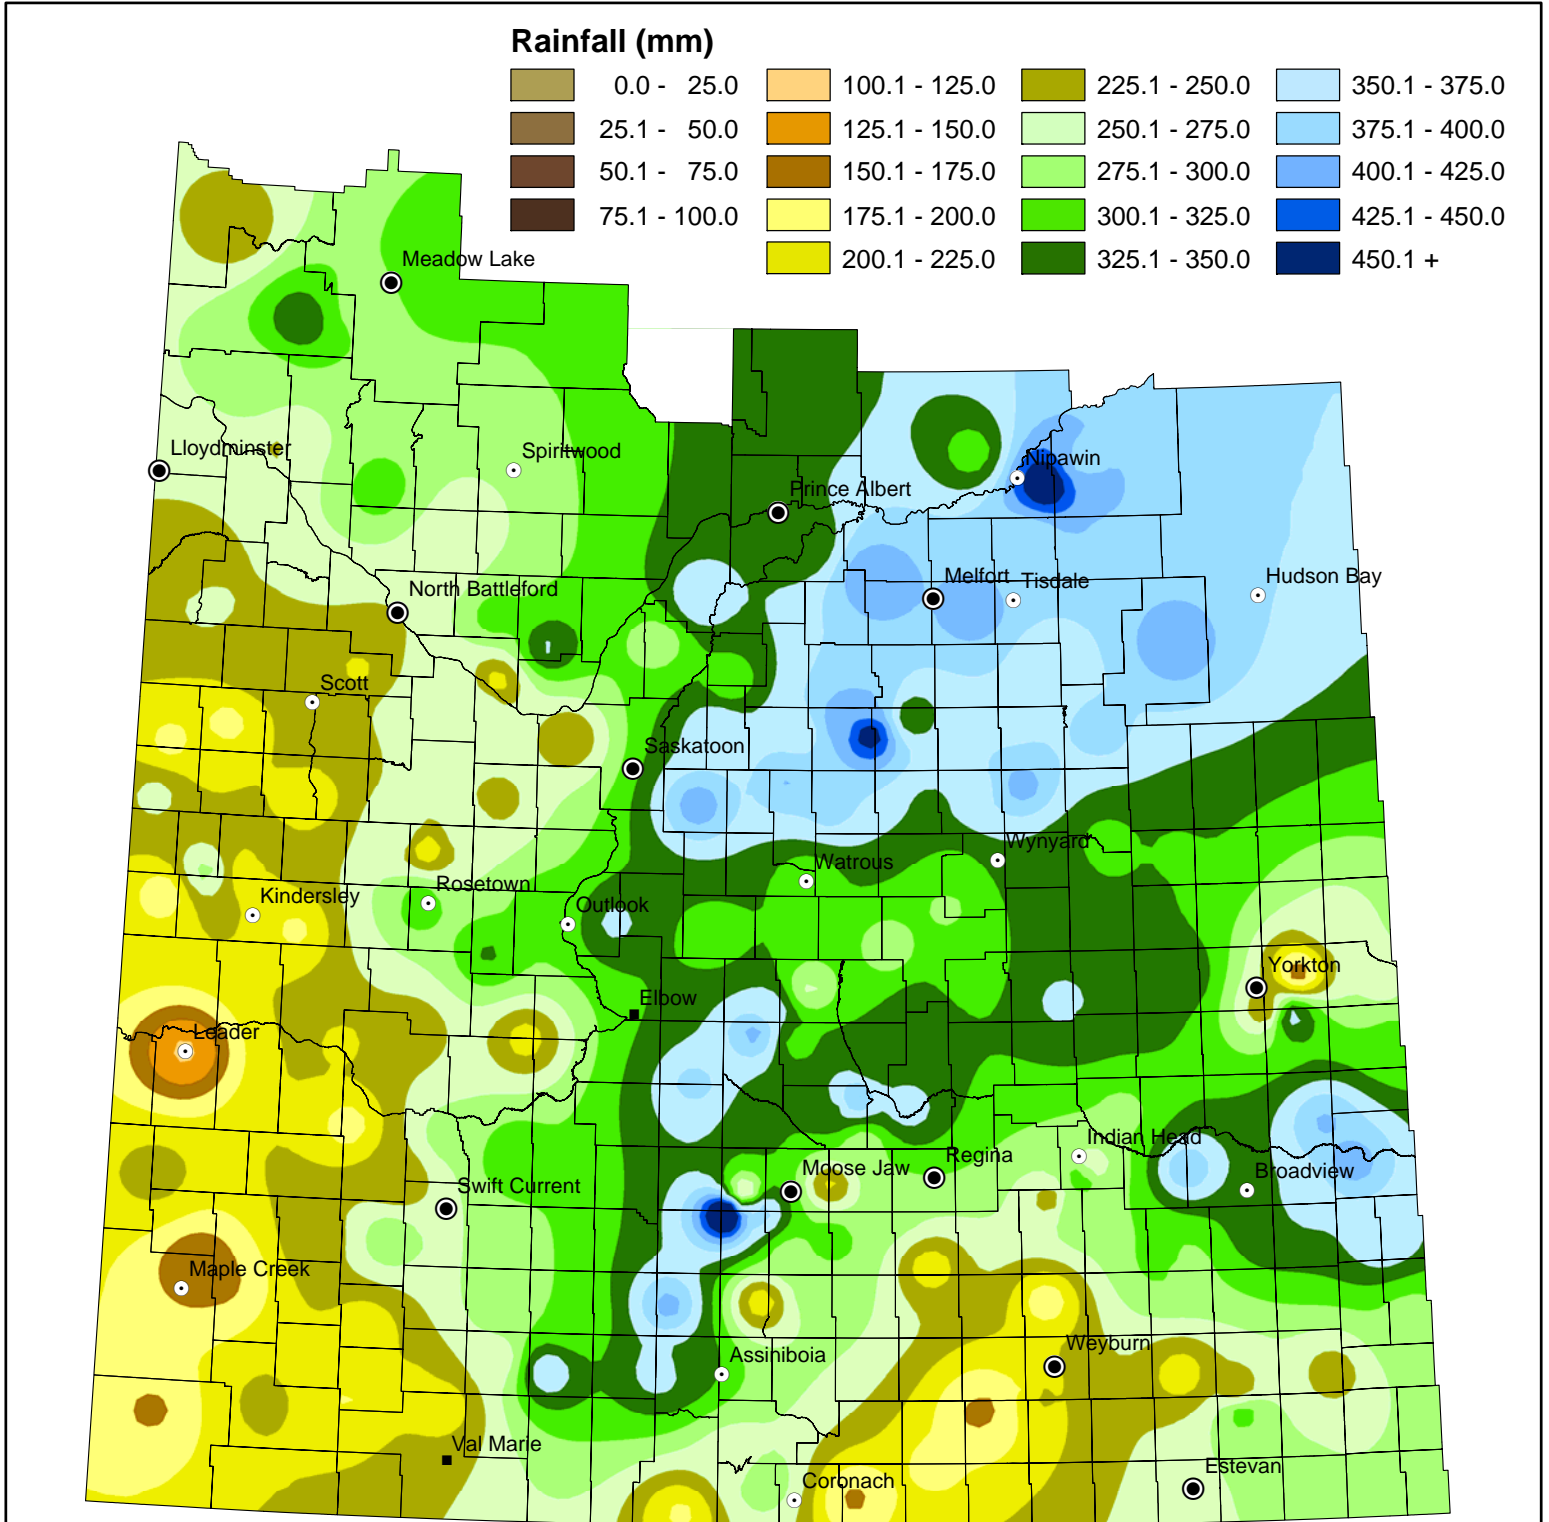 Rainfall (mm)
0.0 - 25.0 100.1 - 125.0 225.1 - 250.0 350.1 - 375.0
25.1 - 50.0 125.1 - 150.0 250.1 - 275.0 375.1 - 400.0
50.1 - 75.0 150.1 - 175.0 275.1 - 300.0 400.1 - 425.0
75.1 - 100.0 175.1 - 200.0 300.1 - 325.0 425.1 - 450.0
200.1 - 225.0 325.1 - 350.0 450.1 +
Meadow Lake
Lloydminster
Spiritwood
Nipawin
Prince Albert
North Battleford
Melfort
Tisdale
Hudson Bay
Scott
Saskatoon
Wynyard
Watrous
Rosetown
Kindersley
Outlook
Yorkton
Elbow
Leader
Indian Head
Regina
Moose Jaw
Broadview
Swift Current
Maple Creek
Weyburn
Assiniboia
Val Marie
Estevan
Coronach